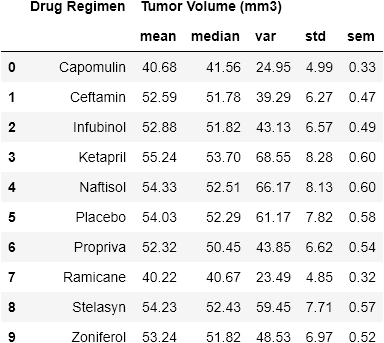 Drug Regimen Tumor Volume (mm3)
mean median var std sem
0 Capomulin 40.68 41.56 24.95 4.99 0.33
1 Ceftamin 52.59 51.78 39.29 6.27 0.47
2 Infubinol 52.88 51.82 43.13 6.57 0.49
3 Ketapril 55.24 53.70 68.55 8.28 0.60
4 Naftisol 54.33 52.51 66.17 8.13 0.60
5 Placebo 54.03 52.29 61.17 7.82 0.58
6 Propriva 52.32 50.45 43.85 6.62 0.54
7 Ramicane 40.22 40.67 23.49 4.85 0.32
8 Stelasyn 54.23 52.43 59.45 7.71 0.57
9 Zoniferol 53.24 51.82 48.53 6.97 0.52